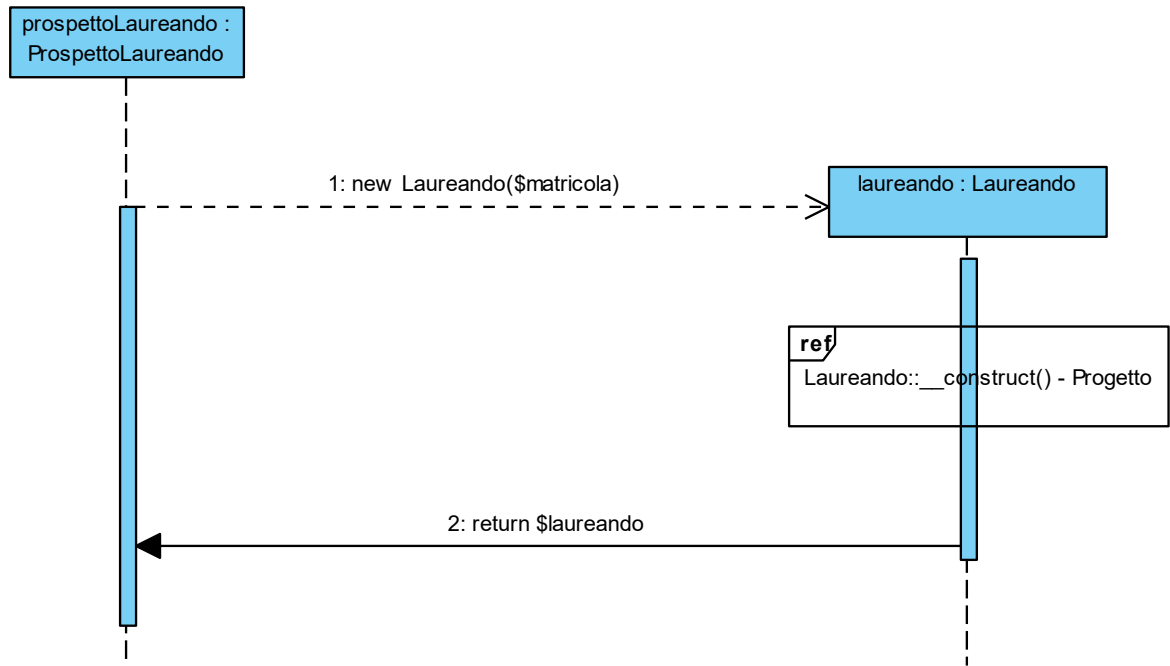 prospettoLaureando :
ProspettoLaureando
1: new Laureando($matricola)
laureando : Laureando
ref
Laureando::__construct() - Progetto
2: return $laureando